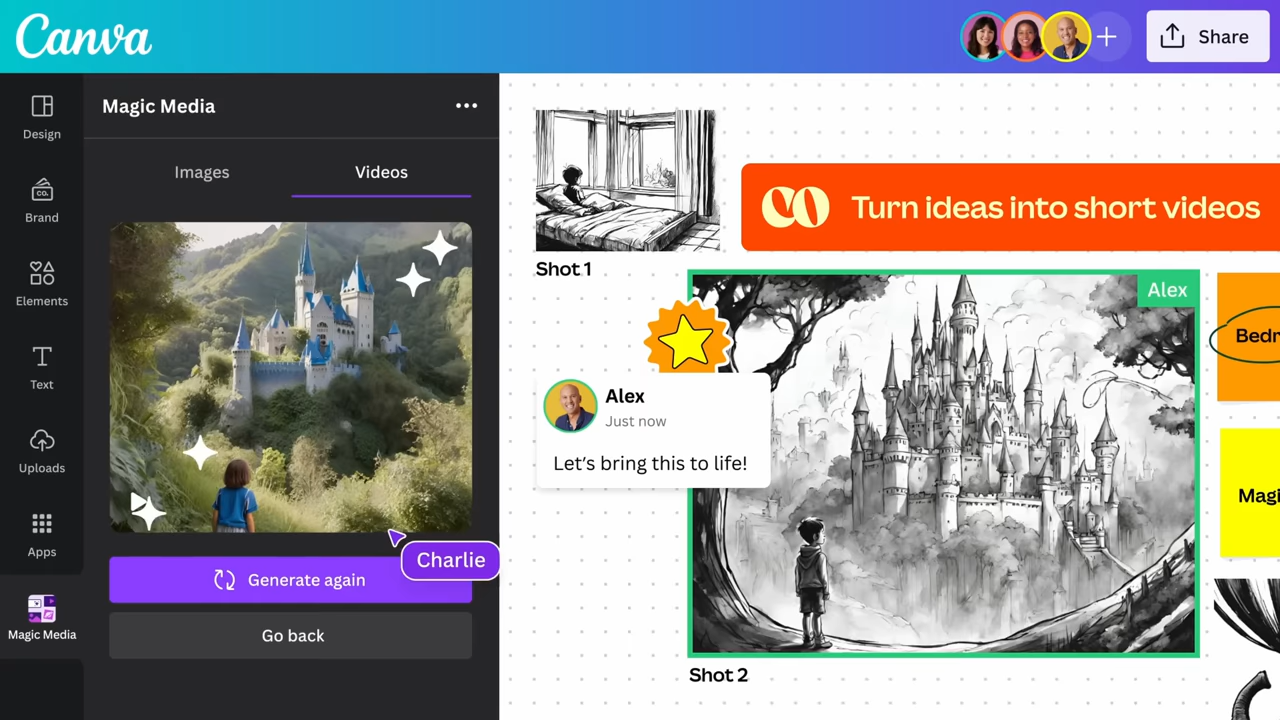 Canva
Share
Design
Brand
Elements
Text
Uploads
Apps
Magic Media
Magic Media
Images
Videos
Charlie
Generate again
Go back
Shot 1
CO
Turn ideas into short videos
Alex
Alex
Just now
Let's bring this to life!
Shot 2